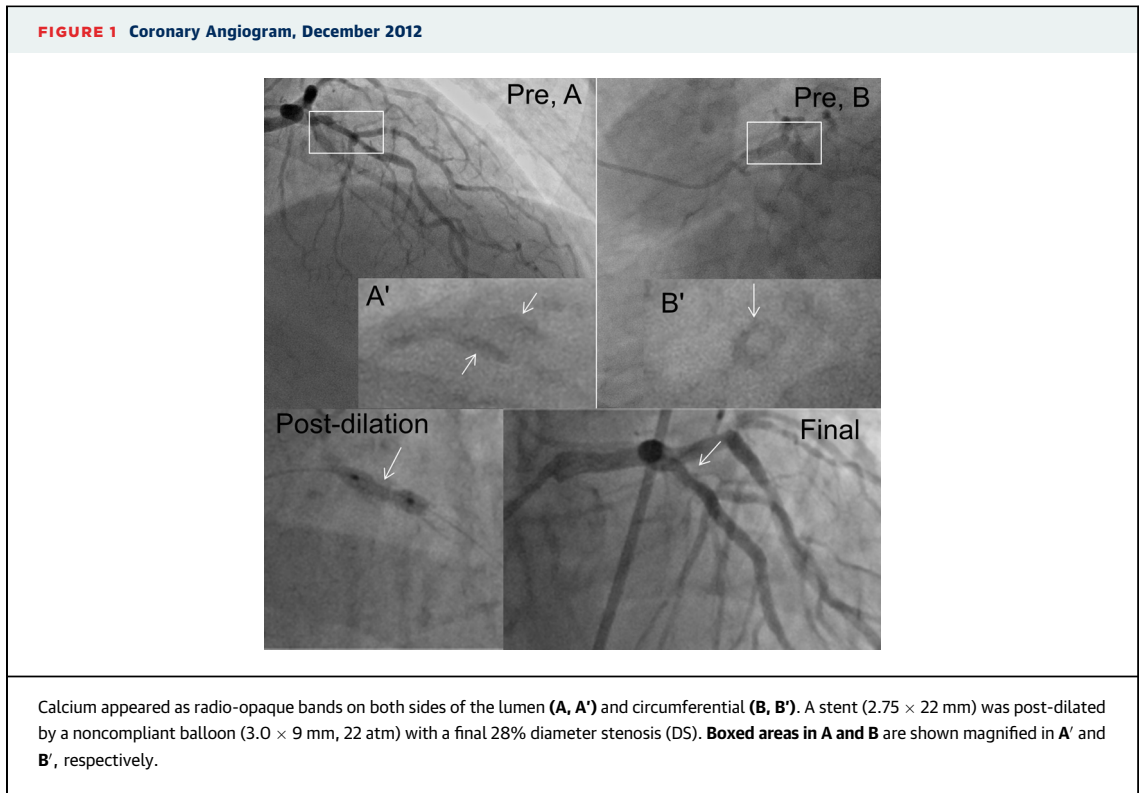 FIGURE 1 Coronary Angiogram, December 2012
Pre, A
Pre, B
A'
B'
Post-dilation
Final
Calcium appeared as radio-opaque bands on both sides of the lumen (A, A′) and circumferential (B, B′). A stent (2.75 × 22 mm) was post-dilated
by a noncompliant balloon (3.0 × 9 mm, 22 atm) with a final 28% diameter stenosis (DS). Boxed areas in A and B are shown magnified in A′ and
B′, respectively.